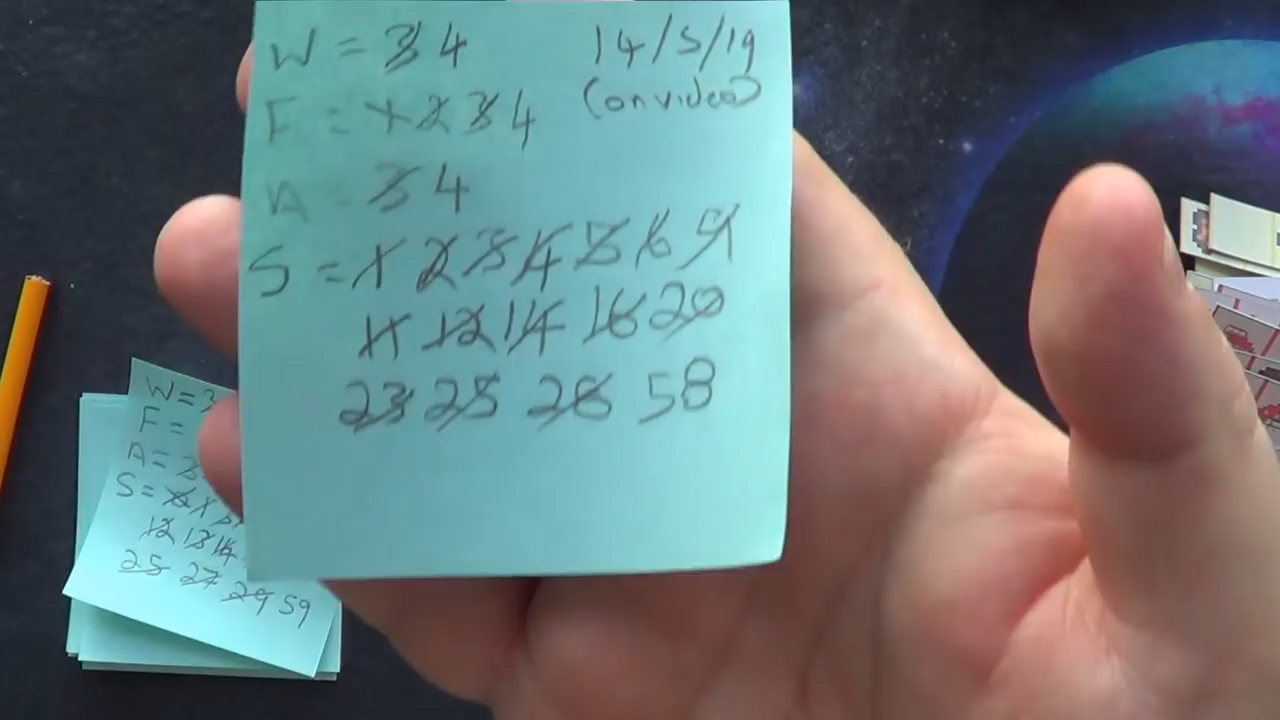 W = 3 4 14/5/19
F = 1 2 3 4 (on video)
A = 3 4
S = 1 2 3 4 5 6 9
11 12 14 16 20
23 25 28 58
W = 3
F =
A = 3
S =
12 13 14
25 27 29 59